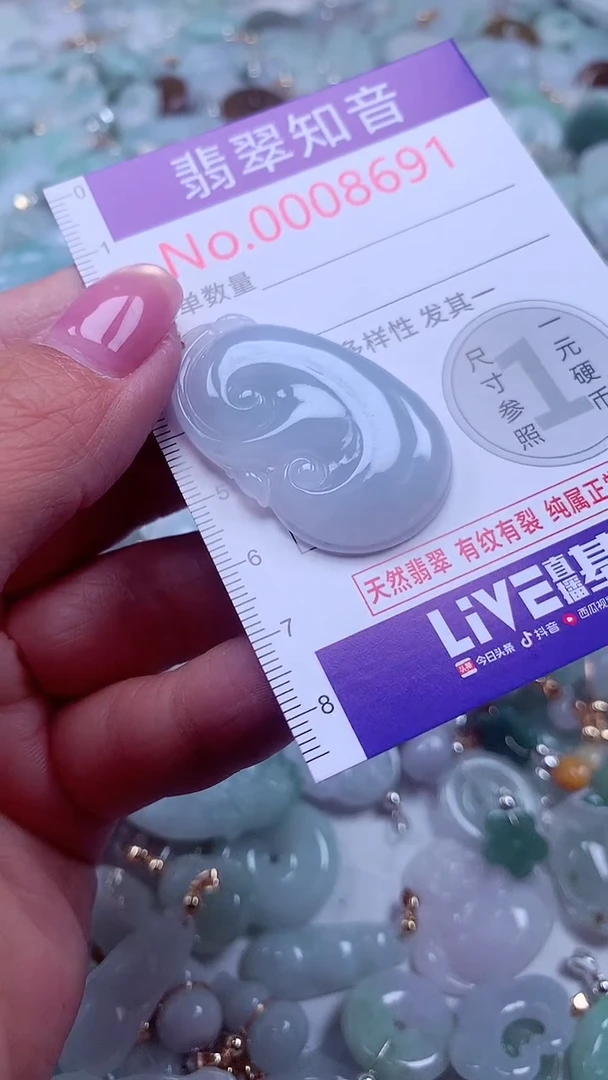 翡翠知音
No.0008691
单数量
多样性 发其一
一元硬币
尺寸参照
1
天然翡翠 有纹有裂 纯属正常
LIVE直播基
今日头条 抖音 西瓜视
0
1
5
6
7
8